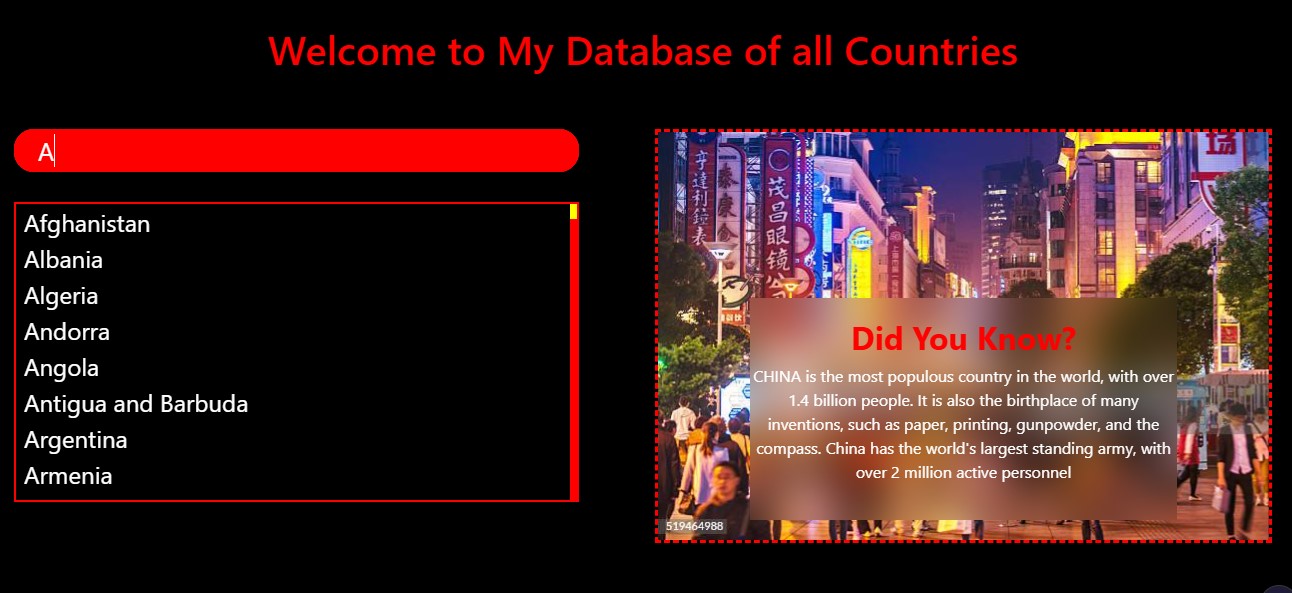 Welcome to My Database of all Countries
A
Afghanistan
Albania
Algeria
Andorra
Angola
Antigua and Barbuda
Argentina
Armenia
亨達利鐘表
泰康
茂昌眼镜公司
场
Did You Know?
CHINA is the most populous country in the world, with over
1.4 billion people. It is also the birthplace of many
inventions, such as paper, printing, gunpowder, and the
compass. China has the world's largest standing army, with
over 2 million active personnel
519464988